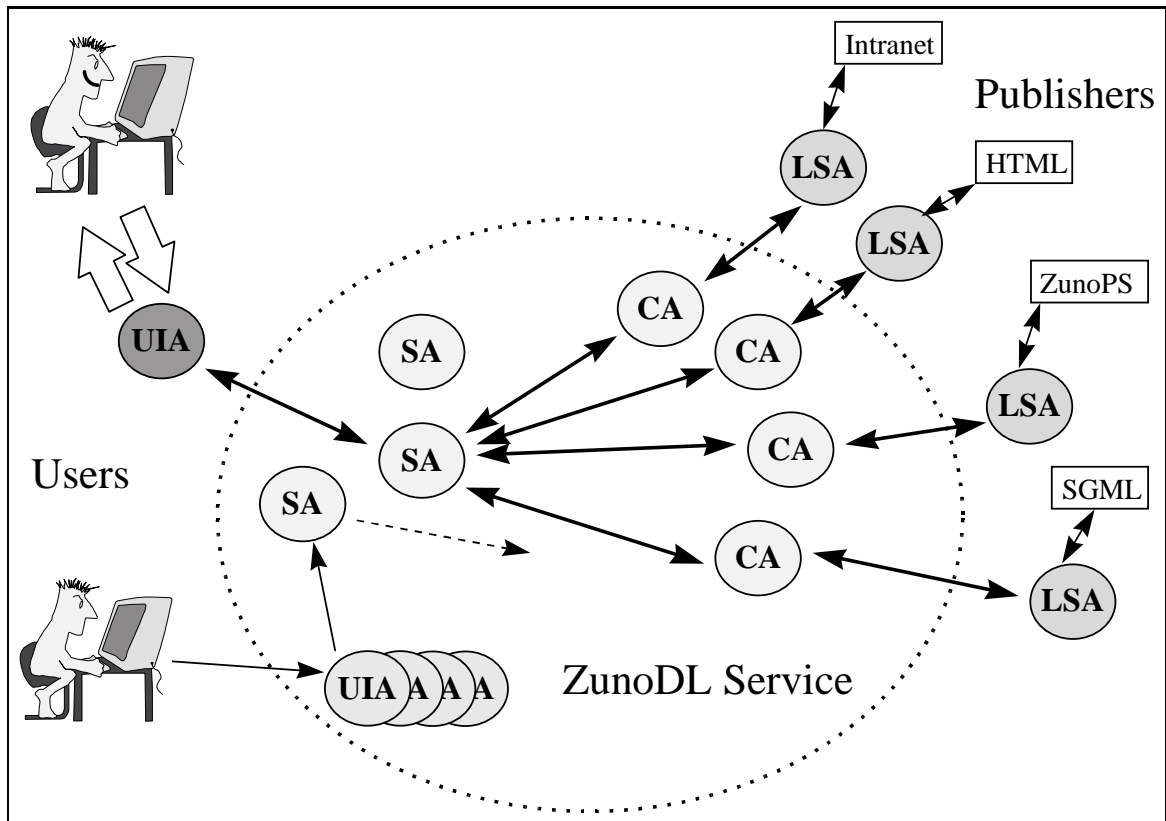 Intranet
Publishers
LSA
HTML
LSA
ZunoPS
CA
UIA
SA
CA
LSA
SA
CA
Users
SGML
SA
CA
LSA
UIA A A A
ZunoDL Service